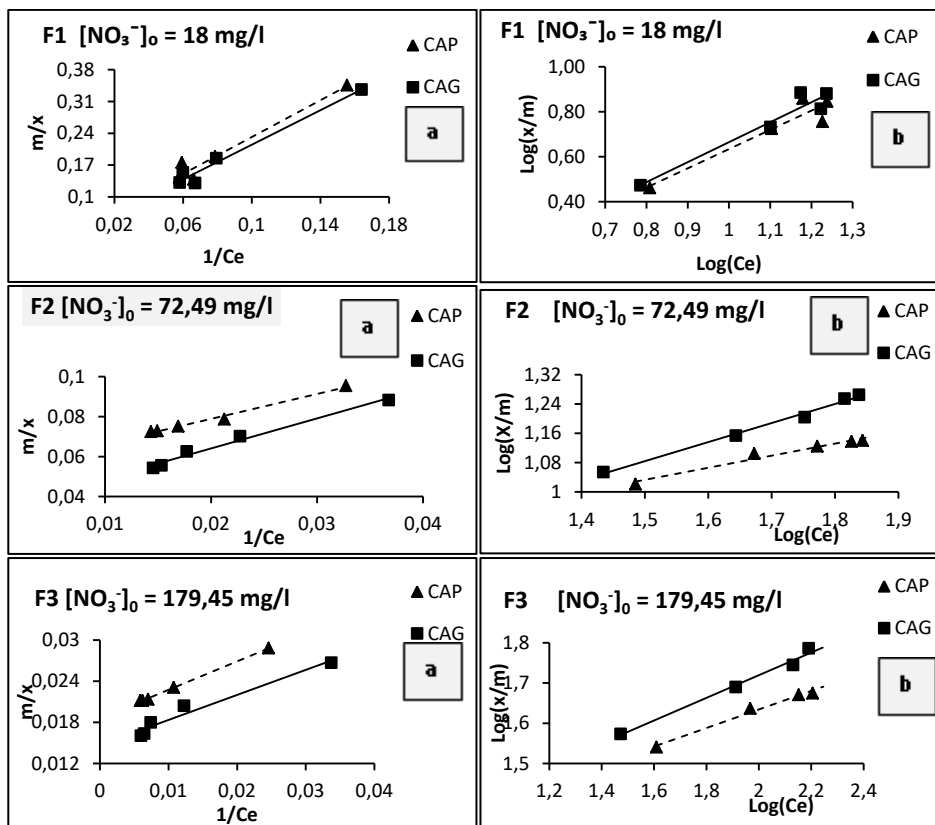 F1 [NO₃⁻]₀ = 18 mg/l
CAP
CAG
a
m/x
0,38
0,31
0,24
0,17
0,1
0,02
0,06
0,1
0,14
0,18
1/Ce
F1 [NO₃⁻]₀ = 18 mg/l
CAP
CAG
b
Log(x/m)
1,00
0,80
0,60
0,40
0,7
0,8
0,9
1
1,1
1,2
1,3
Log(Ce)
F2 [NO₃⁻]₀ = 72,49 mg/l
a
CAP
CAG
m/x
0,1
0,08
0,06
0,04
0,01
0,02
0,03
0,04
1/Ce
F2 [NO₃⁻]₀ = 72,49 mg/l
b
CAP
CAG
Log(X/m)
1,32
1,24
1,16
1,08
1
1,4
1,5
1,6
1,7
1,8
1,9
Log(Ce)
F3 [NO₃⁻]₀ = 179,45 mg/l
CAP
CAG
a
m/x
0,03
0,024
0,018
0,012
0
0,01
0,02
0,03
0,04
1/Ce
F3 [NO₃⁻]₀ = 179,45 mg/l
CAP
CAG
b
Log(x/m)
1,8
1,7
1,6
1,5
1,2
1,4
1,6
1,8
2
2,2
2,4
Log(Ce)